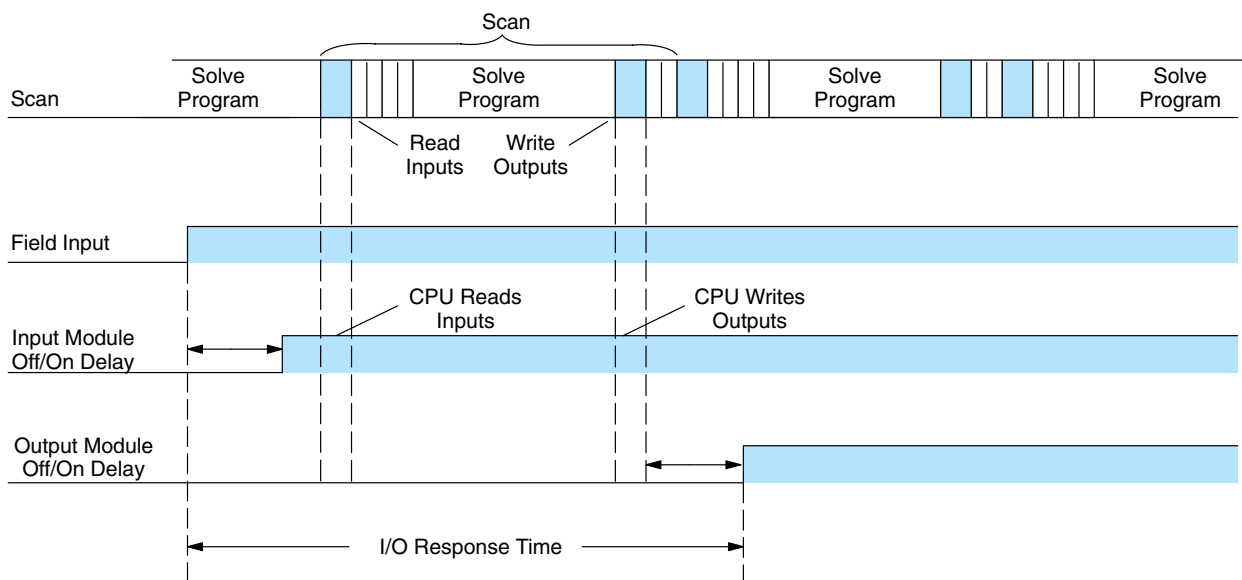 Scan
Scan
Solve
Program
Solve
Program
Solve
Program
Solve
Program
Read
Inputs
Write
Outputs
Field Input
Input Module
Off/On Delay
CPU Reads
Inputs
CPU Writes
Outputs
Output Module
Off/On Delay
I/O Response Time